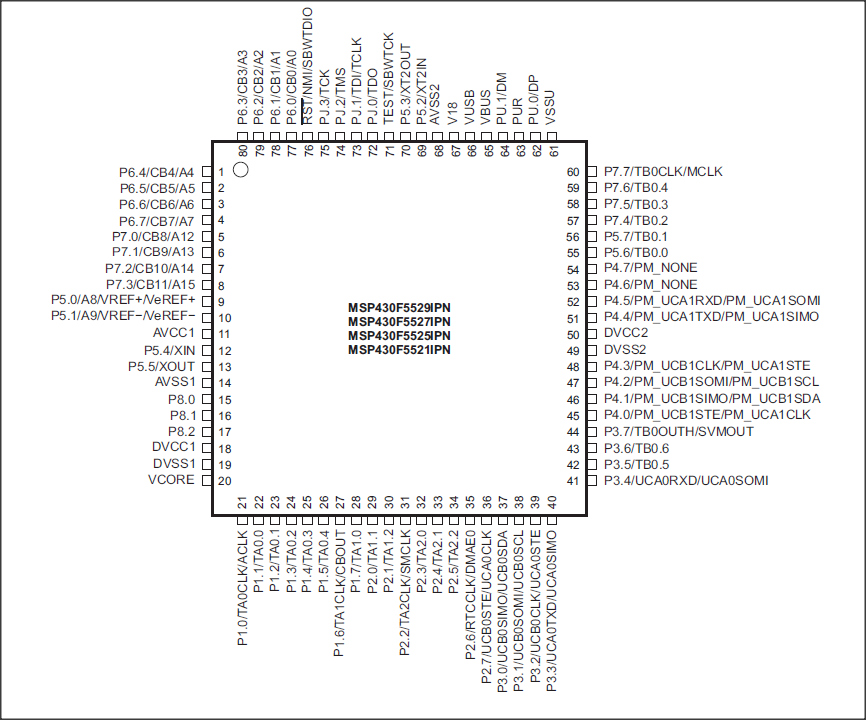 P6.3/CB3/A3
P6.2/CB2/A2
P6.1/CB1/A1
P6.0/CB0/A0
RST/NMI/SBWTDIO
PJ.3/TCK
PJ.2/TMS
PJ.1/TDI/TCLK
PJ.0/TDO
TEST/SBWTCK
P5.3/XT2OUT
P5.2/XT2IN
AVSS2
V18
VUSB
VBUS
PU.1/DM
PUR
PU.0/DP
VSSU
80 79 78 77 76 75 74 73 72 71 70 69 68 67 66 65 64 63 62 61
P6.4/CB4/A4 1
P6.5/CB5/A5 2
P6.6/CB6/A6 3
P6.7/CB7/A7 4
P7.0/CB8/A12 5
P7.1/CB9/A13 6
P7.2/CB10/A14 7
P7.3/CB11/A15 8
P5.0/A8/VREF+/VeREF+ 9
P5.1/A9/VREF−/VeREF− 10
AVCC1 11
P5.4/XIN 12
P5.5/XOUT 13
AVSS1 14
P8.0 15
P8.1 16
P8.2 17
DVCC1 18
DVSS1 19
VCORE 20
MSP430F5529IPN
MSP430F5527IPN
MSP430F5525IPN
MSP430F5521IPN
60 P7.7/TB0CLK/MCLK
59 P7.6/TB0.4
58 P7.5/TB0.3
57 P7.4/TB0.2
56 P5.7/TB0.1
55 P5.6/TB0.0
54 P4.7/PM_NONE
53 P4.6/PM_NONE
52 P4.5/PM_UCA1RXD/PM_UCA1SOMI
51 P4.4/PM_UCA1TXD/PM_UCA1SIMO
50 DVCC2
49 DVSS2
48 P4.3/PM_UCB1CLK/PM_UCA1STE
47 P4.2/PM_UCB1SOMI/PM_UCB1SCL
46 P4.1/PM_UCB1SIMO/PM_UCB1SDA
45 P4.0/PM_UCB1STE/PM_UCA1CLK
44 P3.7/TB0OUTH/SVMOUT
43 P3.6/TB0.6
42 P3.5/TB0.5
41 P3.4/UCA0RXD/UCA0SOMI
21 22 23 24 25 26 27 28 29 30 31 32 33 34 35 36 37 38 39 40
P1.0/TA0CLK/ACLK
P1.1/TA0.0
P1.2/TA0.1
P1.3/TA0.2
P1.4/TA0.3
P1.5/TA0.4
P1.6/TA1CLK/CBOUT
P1.7/TA1.0
P2.0/TA1.1
P2.1/TA1.2
P2.2/TA2CLK/SMCLK
P2.3/TA2.0
P2.4/TA2.1
P2.5/TA2.2
P2.6/RTCCLK/DMAE0
P2.7/UCB0STE/UCA0CLK
P3.0/UCB0SIMO/UCB0SDA
P3.1/UCB0SOMI/UCB0SCL
P3.2/UCB0CLK/UCA0STE
P3.3/UCA0TXD/UCA0SIMO